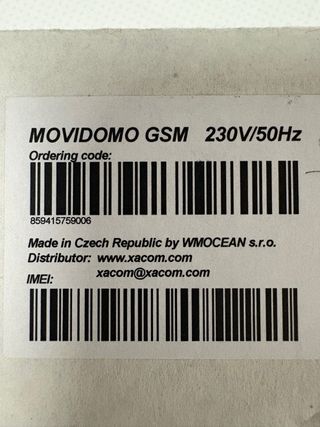 MOVIDOMO GSM 230V/50Hz
Ordering code:
859415759006
Made in Czech Republic by WMOCEAN s.r.o.
Distributor: www.xacom.com
xacom@xacom.com
IMEI: